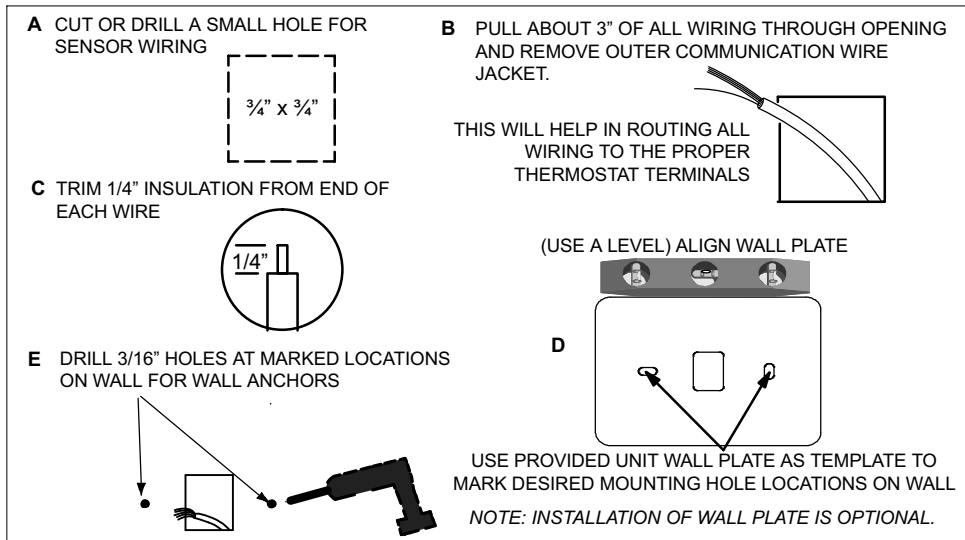 A CUT OR DRILL A SMALL HOLE FOR
SENSOR WIRING
¾” x ¾”
B PULL ABOUT 3” OF ALL WIRING THROUGH OPENING
AND REMOVE OUTER COMMUNICATION WIRE
JACKET.
THIS WILL HELP IN ROUTING ALL
WIRING TO THE PROPER
THERMOSTAT TERMINALS
C TRIM 1/4” INSULATION FROM END OF
EACH WIRE
1/4”
(USE A LEVEL) ALIGN WALL PLATE
D
USE PROVIDED UNIT WALL PLATE AS TEMPLATE TO
MARK DESIRED MOUNTING HOLE LOCATIONS ON WALL
NOTE: INSTALLATION OF WALL PLATE IS OPTIONAL.
E DRILL 3/16” HOLES AT MARKED LOCATIONS
ON WALL FOR WALL ANCHORS